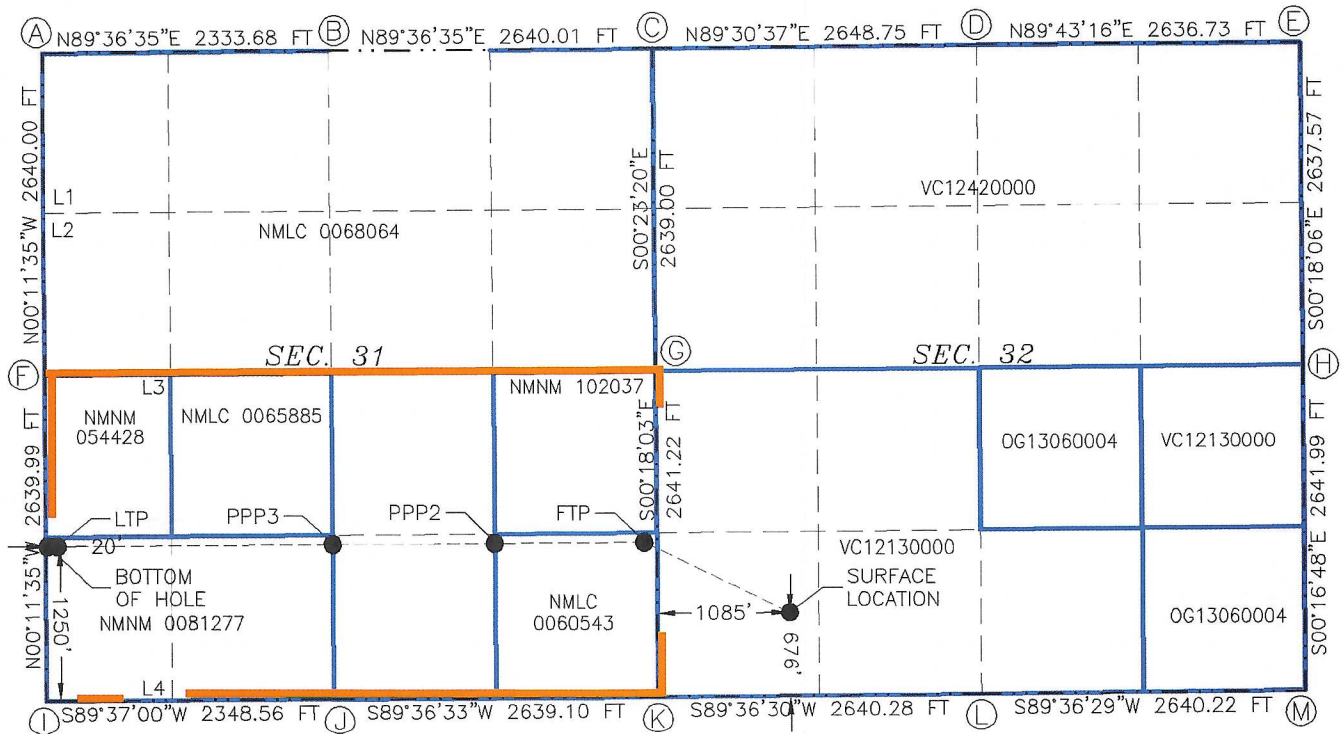 A N89°36'35"E 2333.68 FT B N89°36'35"E 2640.01 FT C N89°30'37"E 2648.75 FT D N89°43'16"E 2636.73 FT E
N00°11'35"W 2640.00 FT
S00°23'20"E
2639.00 FT
S00°18'06"E 2637.57 FT
L1
L2
NMLC 0068064
VC12420000
SEC. 31
SEC. 32
F
G
H
L3
NMNM
054428
NMLC 0065885
NMNM 102037
OG13060004
VC12130000
N00°11'35"W 2639.99 FT
S00°18'03"E
2641.22 FT
S00°16'48"E 2641.99 FT
LTP
PPP3
PPP2
FTP
20'
BOTTOM
OF HOLE
NMNM 0081277
1250'
VC12130000
SURFACE
LOCATION
NMLC
0060543
1085'
676'
OG13060004
L4
I S89°37'00"W 2348.56 FT J S89°36'33"W 2639.10 FT K S89°36'30"W 2640.28 FT L S89°36'29"W 2640.22 FT M